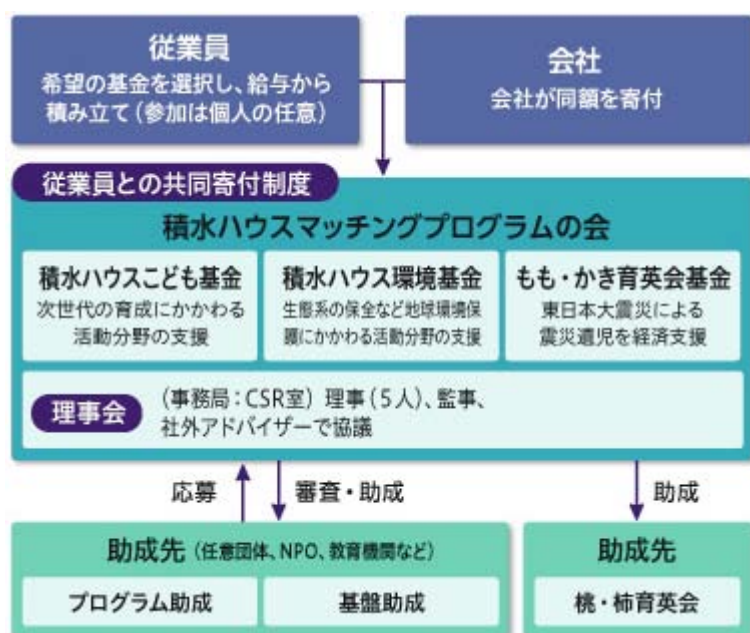 従業員
希望の基金を選択し、給与から
積み立て（参加は個人の任意）
会社
会社が同額を寄付
従業員との共同寄付制度
積水ハウスマッチングプログラムの会
積水ハウスこども基金
次世代の育成にかかわる
活動分野の支援
積水ハウス環境基金
生態系の保全など地球環境保
護にかかわる活動分野の支援
もも・かき育英会基金
東日本大震災による
震災遺児を経済支援
理事会
（事務局：CSR室）理事（5人）、監事、
社外アドバイザーで協議
応募
審査・助成
助成
助成先（任意団体、NPO、教育機関など）
プログラム助成
基盤助成
助成先
桃・柿育英会